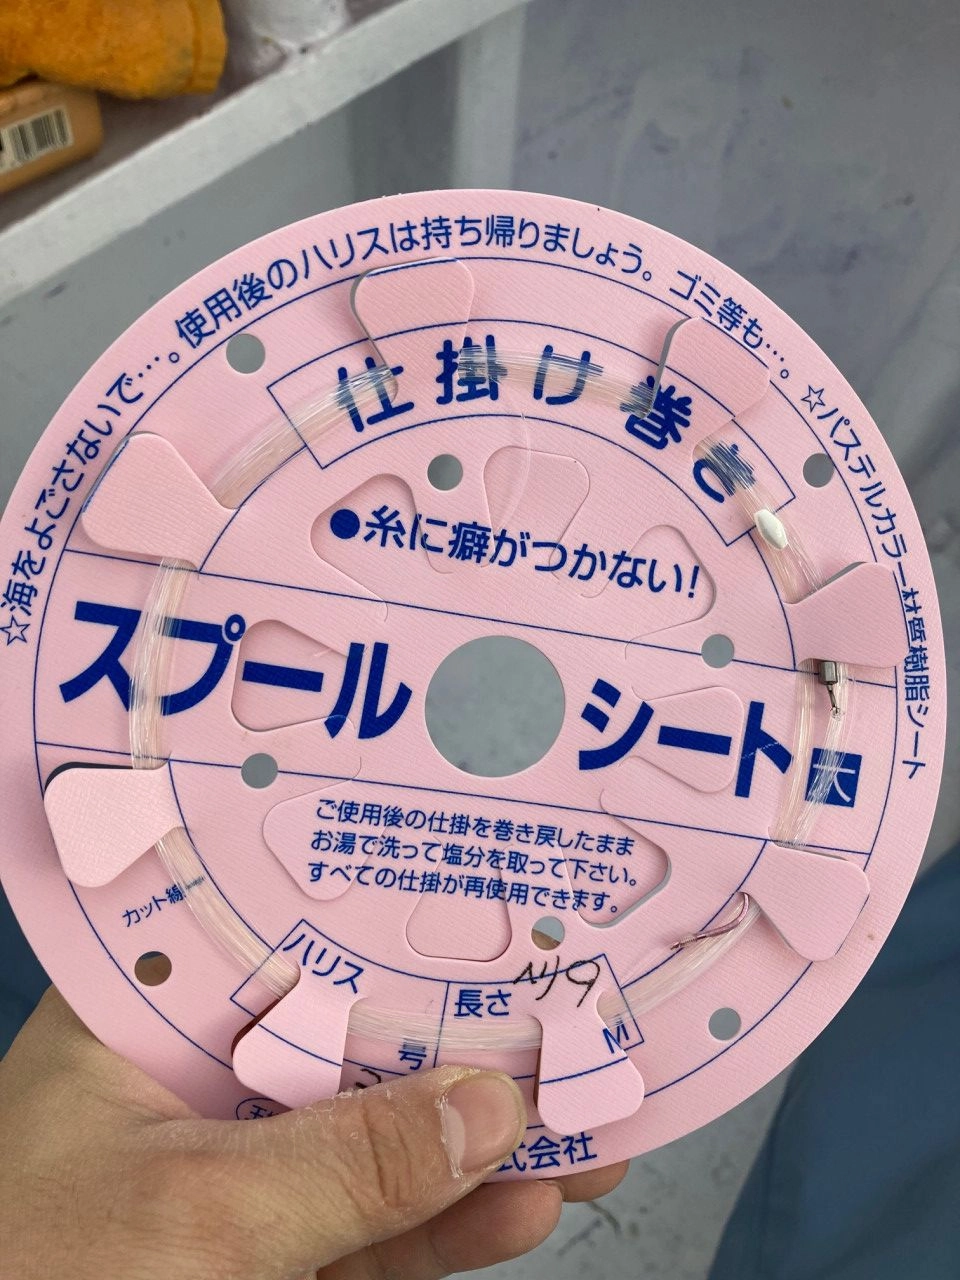 ☆海をよごさないで…。使用後のハリスは持ち帰りましょう。ゴミ等も…。
☆パステルカラー材質樹脂シート
仕掛け巻き
●糸に癖がつかない!
スプール シート 大
ご使用後の仕掛を巻き戻したまま
お湯で洗って塩分を取って下さい。
すべての仕掛が再使用できます。
カット線
ハリス 号
長さ M
式会社